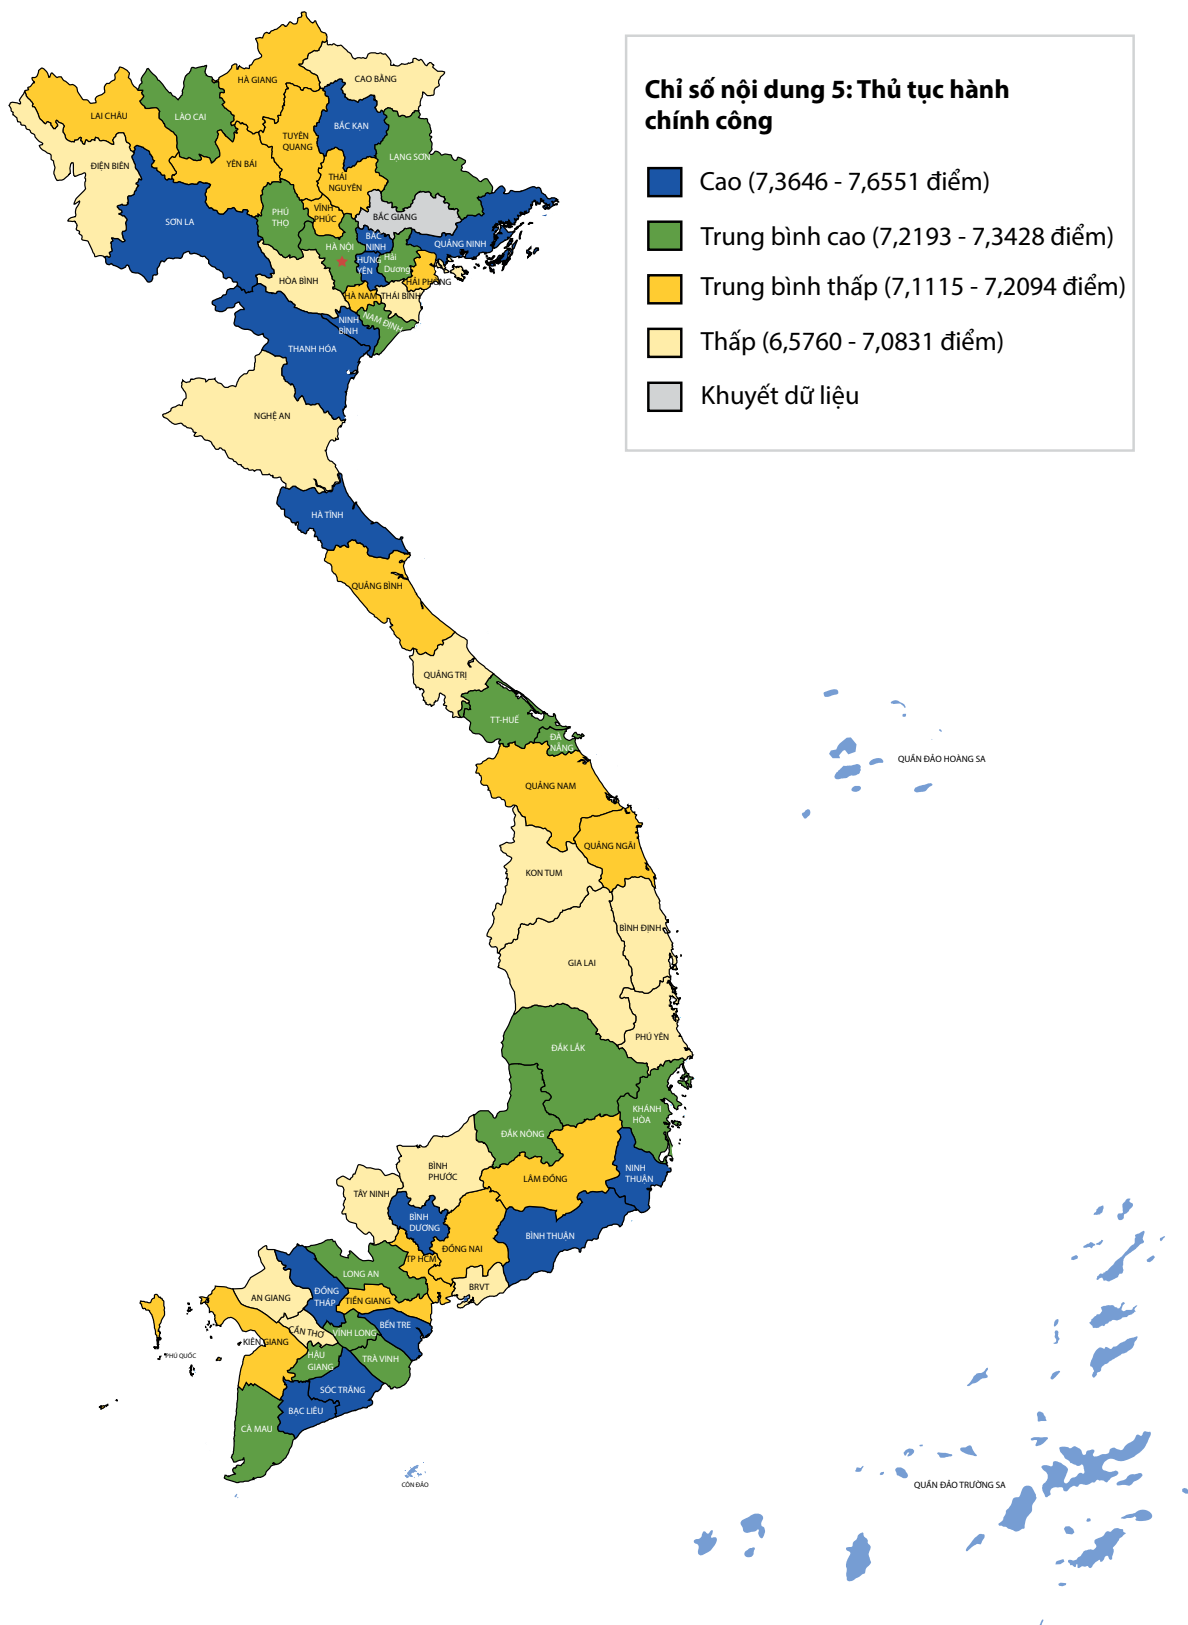 Chỉ số nội dung 5: Thủ tục hành
chính công
Cao (7,3646 - 7,6551 điểm)
Trung bình cao (7,2193 - 7,3428 điểm)
Trung bình thấp (7,1115 - 7,2094 điểm)
Thấp (6,5760 - 7,0831 điểm)
Khuyết dữ liệu
HÀ GIANG
CAO BẰNG
LAI CHÂU
LÀO CAI
BẮC KẠN
TUYÊN
QUANG
LẠNG SƠN
ĐIỆN BIÊN
YÊN BÁI
THÁI
NGUYÊN
SƠN LA
PHÚ
THỌ
VĨNH
PHÚC
BẮC GIANG
HÀ NỘI
BẮC
NINH
QUẢNG NINH
HƯNG
YÊN
Hải
Dương
HÒA BÌNH
HẢI PHÒNG
HÀ NAM
THÁI BÌNH
NINH
BÌNH
NAM ĐỊNH
THANH HÓA
NGHỆ AN
HÀ TĨNH
QUẢNG BÌNH
QUẢNG TRỊ
TT-HUẾ
ĐÀ
NẴNG
QUẦN ĐẢO HOÀNG SA
QUẢNG NAM
QUẢNG NGÃI
KON TUM
BÌNH ĐỊNH
GIA LAI
PHÚ YÊN
ĐẮK LẮK
KHÁNH
HÒA
ĐẮK NÔNG
BÌNH
PHƯỚC
LÂM ĐỒNG
NINH
THUẬN
TÂY NINH
BÌNH
DƯƠNG
BÌNH THUẬN
ĐỒNG NAI
TP HCM
LONG AN
BRVT
AN GIANG
ĐỒNG
THÁP
TIỀN GIANG
BẾN TRE
CẦN THƠ
VĨNH LONG
KIÊN GIANG
PHÚ QUỐC
HẬU
GIANG
TRÀ VINH
SÓC TRĂNG
BẠC LIÊU
CÀ MAU
CÔN ĐẢO
QUẦN ĐẢO TRƯỜNG SA